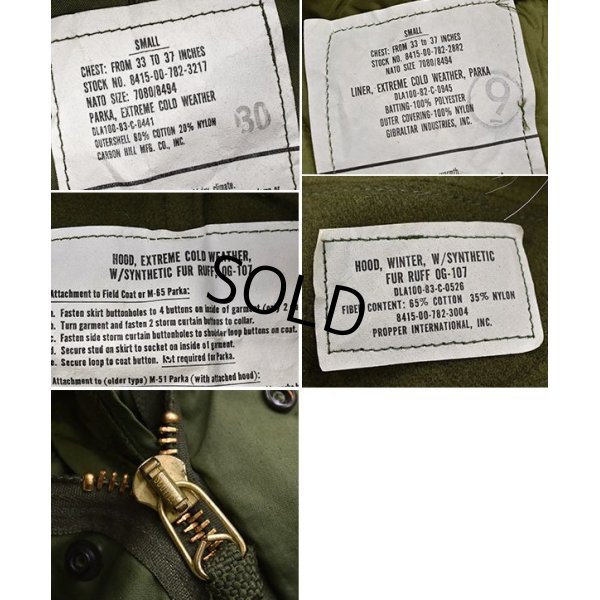 SMALL
CHEST: FROM 33 TO 37 INCHES
STOCK NO. 8415-00-782-3217
NATO SIZE: 7080/8494
PARKA, EXTREME COLD WEATHER
DLA100-83-C-0441
OUTERSHELL 80% COTTON 20% NYLON
CARSON HILL MFG. CO., INC.
30
climate.
SMALL
CHEST: FROM 33 TO 37 INCHES
STOCK NO. 8415-00-782-2882
NATO SIZE: 7080/8494
LINER, EXTREME COLD WEATHER, PARKA
DLA100-82-C-0945
BATTING-100% POLYESTER
OUTER COVERING-100% NYLON
GIBRALTAR INDUSTRIES, INC.
9
warmth.
HOOD, EXTREME COLD WEATHER,
W/SYNTHETIC FUR RUFF, OG-107
Attachment to Field Coat or M-65 Parka:
a. Fasten skirt buttonholes to 4 buttons on inside of garment (only 2
b. Turn garment and fasten 2 storm curtain buttons to collar.
c. Fasten side storm curtain buttonholes to shoulder loop buttons on coat.
d. Secure stud on skirt to socket on inside of garment.
e. Secure loop to coat button. Not required for Parka.
Attachment to (older type) M-51 Parka (with attached hood):
HOOD, WINTER, W/SYNTHETIC
FUR RUFF OG-107
DLA100-83-C-0526
FIBER CONTENT: 65% COTTON 35% NYLON
8415-00-782-3004
PROPPER INTERNATIONAL, INC.
SOLD